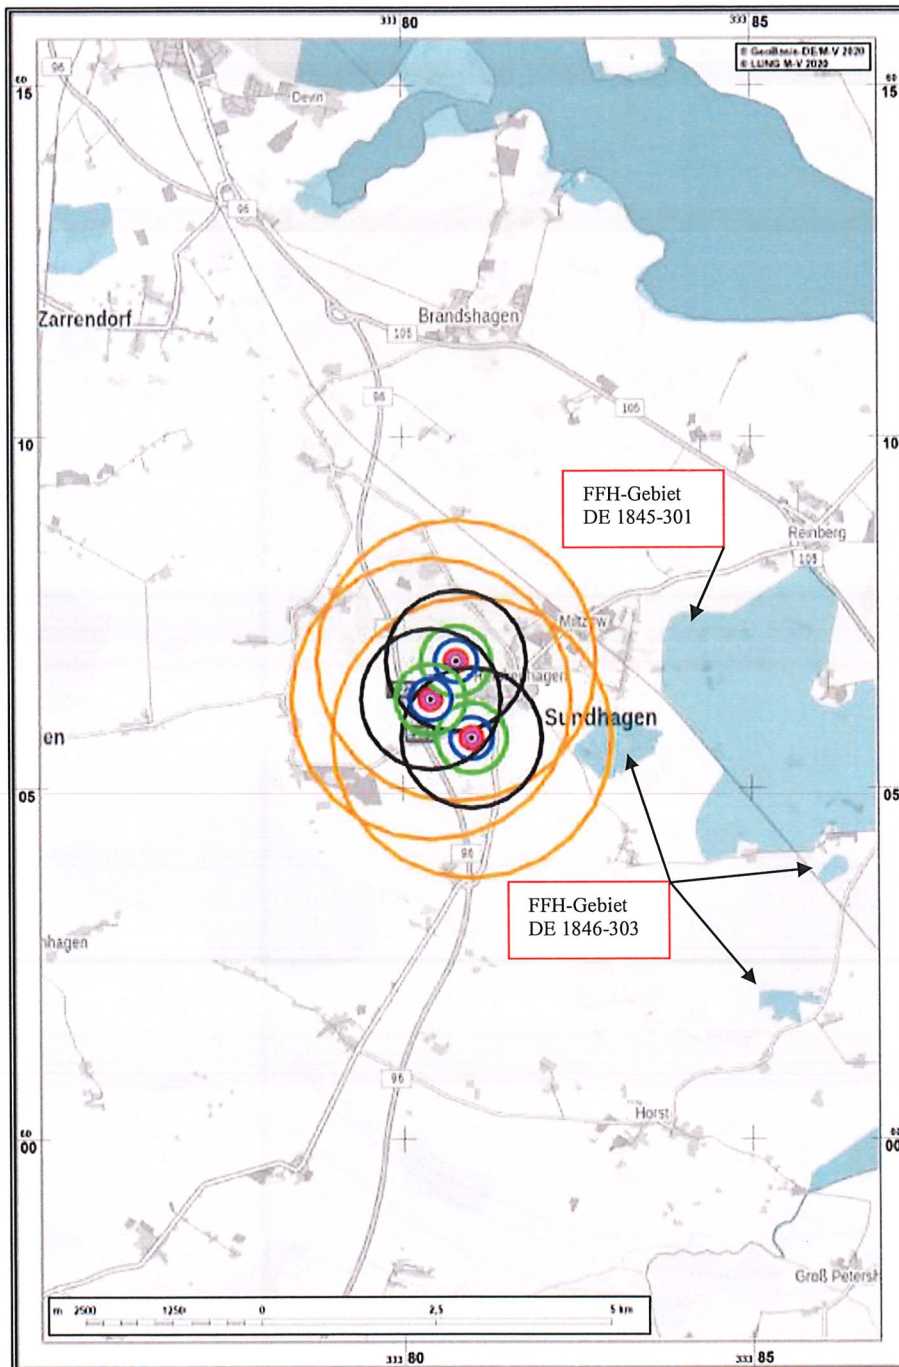 333 80
333 85
© GeoBasis-DE/M-V 2020
© LUNG M-V 2020
96
60
15
15
Devin
96
Zarrendorf
Brandshagen
105
96
105
10
10
FFH-Gebiet
DE 1845-301
Reinberg
105
Miltzow
hagen
Sundhagen
en
05
05
96
FFH-Gebiet
DE 1846-303
nhagen
96
Horst
60
00
00
Groß Petersh
m 2500 1250 0 2,5 5 km
333 80
333 85